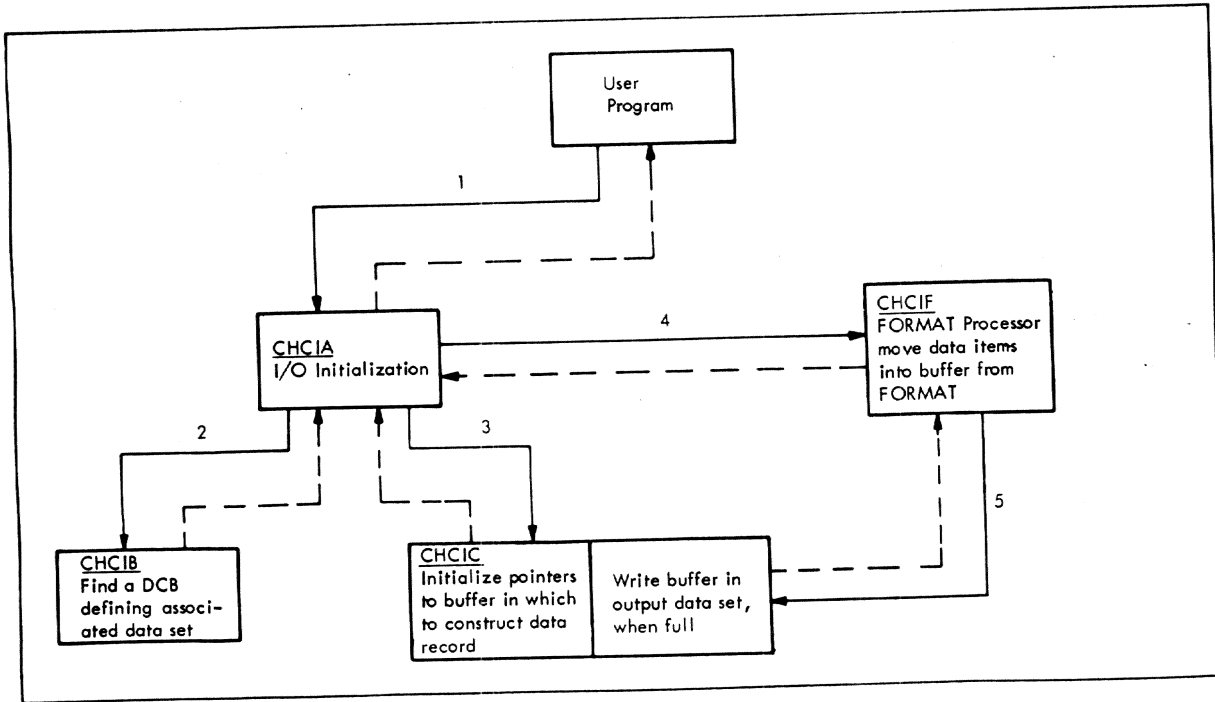 User
Program
1
CHCIA
I/O Initialization
4
CHCIF
FORMAT Processor
move data items
into buffer from
FORMAT
2
3
5
CHCIB
Find a DCB
defining associ-
ated data set
CHCIC
Initialize pointers
to buffer in which
to construct data
record
Write buffer in
output data set,
when full